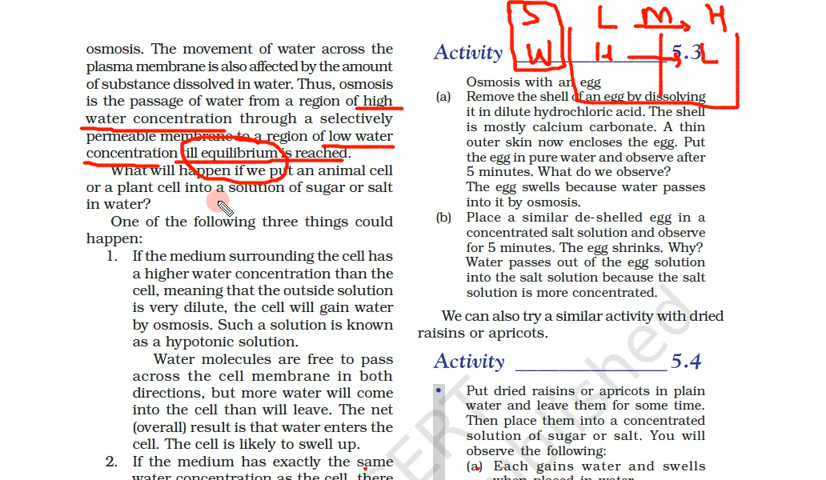 osmosis. The movement of water across the
plasma membrane is also affected by the amount
of substance dissolved in water. Thus, osmosis
is the passage of water from a region of high
water concentration through a selectively
permeable membrane to a region of low water
concentration till equilibrium is reached.
What will happen if we put an animal cell
or a plant cell into a solution of sugar or salt
in water?
One of the following three things could
happen:
1. If the medium surrounding the cell has
a higher water concentration than the
cell, meaning that the outside solution
is very dilute, the cell will gain water
by osmosis. Such a solution is known
as a hypotonic solution.
Water molecules are free to pass
across the cell membrane in both
directions, but more water will come
into the cell than will leave. The net
(overall) result is that water enters the
cell. The cell is likely to swell up.
2. If the medium has exactly the same
water concentration as the cell, there
S L M H
W H L
Activity 5.3
Osmosis with an egg
(a) Remove the shell of an egg by dissolving
it in dilute hydrochloric acid. The shell
is mostly calcium carbonate. A thin
outer skin now encloses the egg. Put
the egg in pure water and observe after
5 minutes. What do we observe?
The egg swells because water passes
into it by osmosis.
(b) Place a similar de-shelled egg in a
concentrated salt solution and observe
for 5 minutes. The egg shrinks. Why?
Water passes out of the egg solution
into the salt solution because the salt
solution is more concentrated.
We can also try a similar activity with dried
raisins or apricots.
Activity 5.4
• Put dried raisins or apricots in plain
water and leave them for some time.
Then place them into a concentrated
solution of sugar or salt. You will
observe the following:
(a) Each gains water and swells
when placed in water.